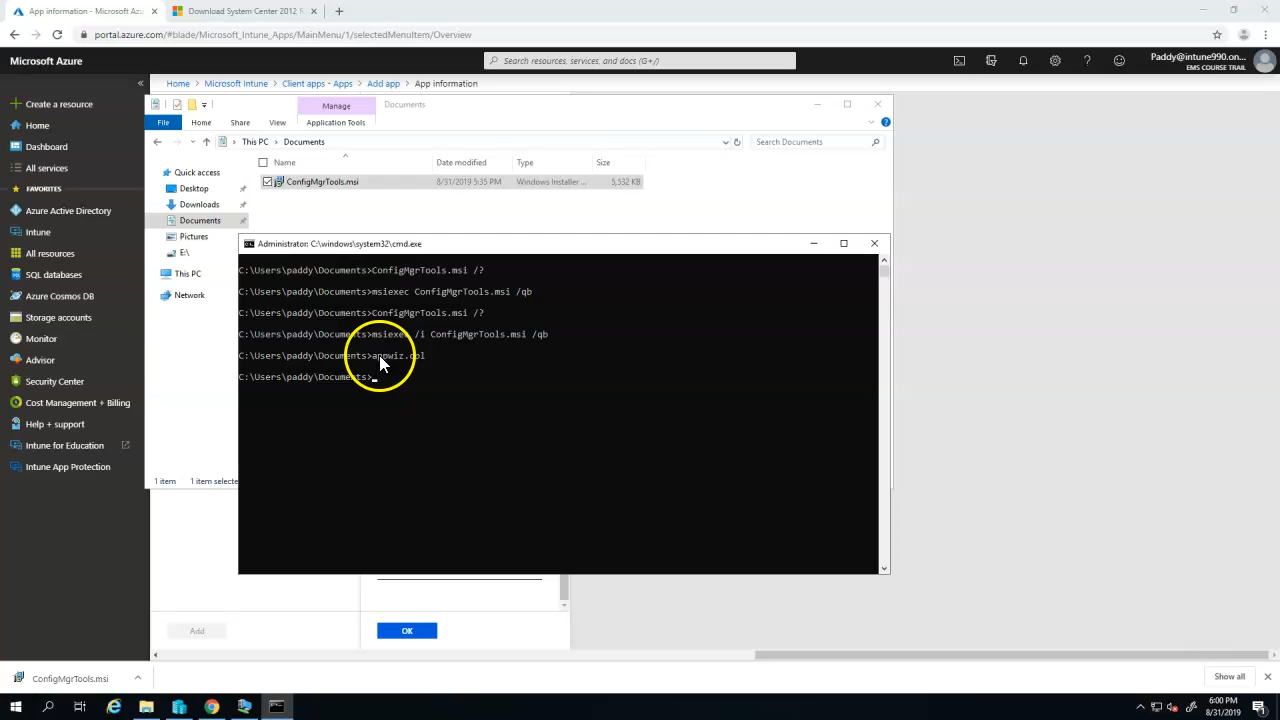 App information - Microsoft Az
Download System Center 2012 R
portal.azure.com/#blade/Microsoft_Intune_Apps/MainMenu/1/selectedMenuItem/Overview
Microsoft Azure
Search resources, services, and docs (G+/)
Paddy@intune990.on...
EMS COURSE TRAIL
Home > Microsoft Intune > Client apps - Apps > Add app > App information
Create a resource
Home
Dashboard
All services
FAVORITES
Azure Active Directory
Intune
All resources
SQL databases
Azure Cosmos DB
Storage accounts
Monitor
Advisor
Security Center
Cost Management + Billing
Help + support
Intune for Education
Intune App Protection
Manage
Documents
File
Home
Share
View
Application Tools
This PC > Documents
Search Documents
Name
Date modified
Type
Size
ConfigMgrTools.msi
8/31/2019 5:35 PM
Windows Installer ...
5,532 KB
Quick access
Desktop
Downloads
Documents
Pictures
E:\
This PC
Network
1 item
1 item selecte
Administrator: C:\windows\system32\cmd.exe
C:\Users\paddy\Documents>ConfigMgrTools.msi /?
C:\Users\paddy\Documents>msiexec ConfigMgrTools.msi /qb
C:\Users\paddy\Documents>ConfigMgrTools.msi /?
C:\Users\paddy\Documents>msiexec /i ConfigMgrTools.msi /qb
C:\Users\paddy\Documents>appwiz.cpl
C:\Users\paddy\Documents>
Add
OK
ConfigMgrTools.msi
Show all
6:00 PM
8/31/2019